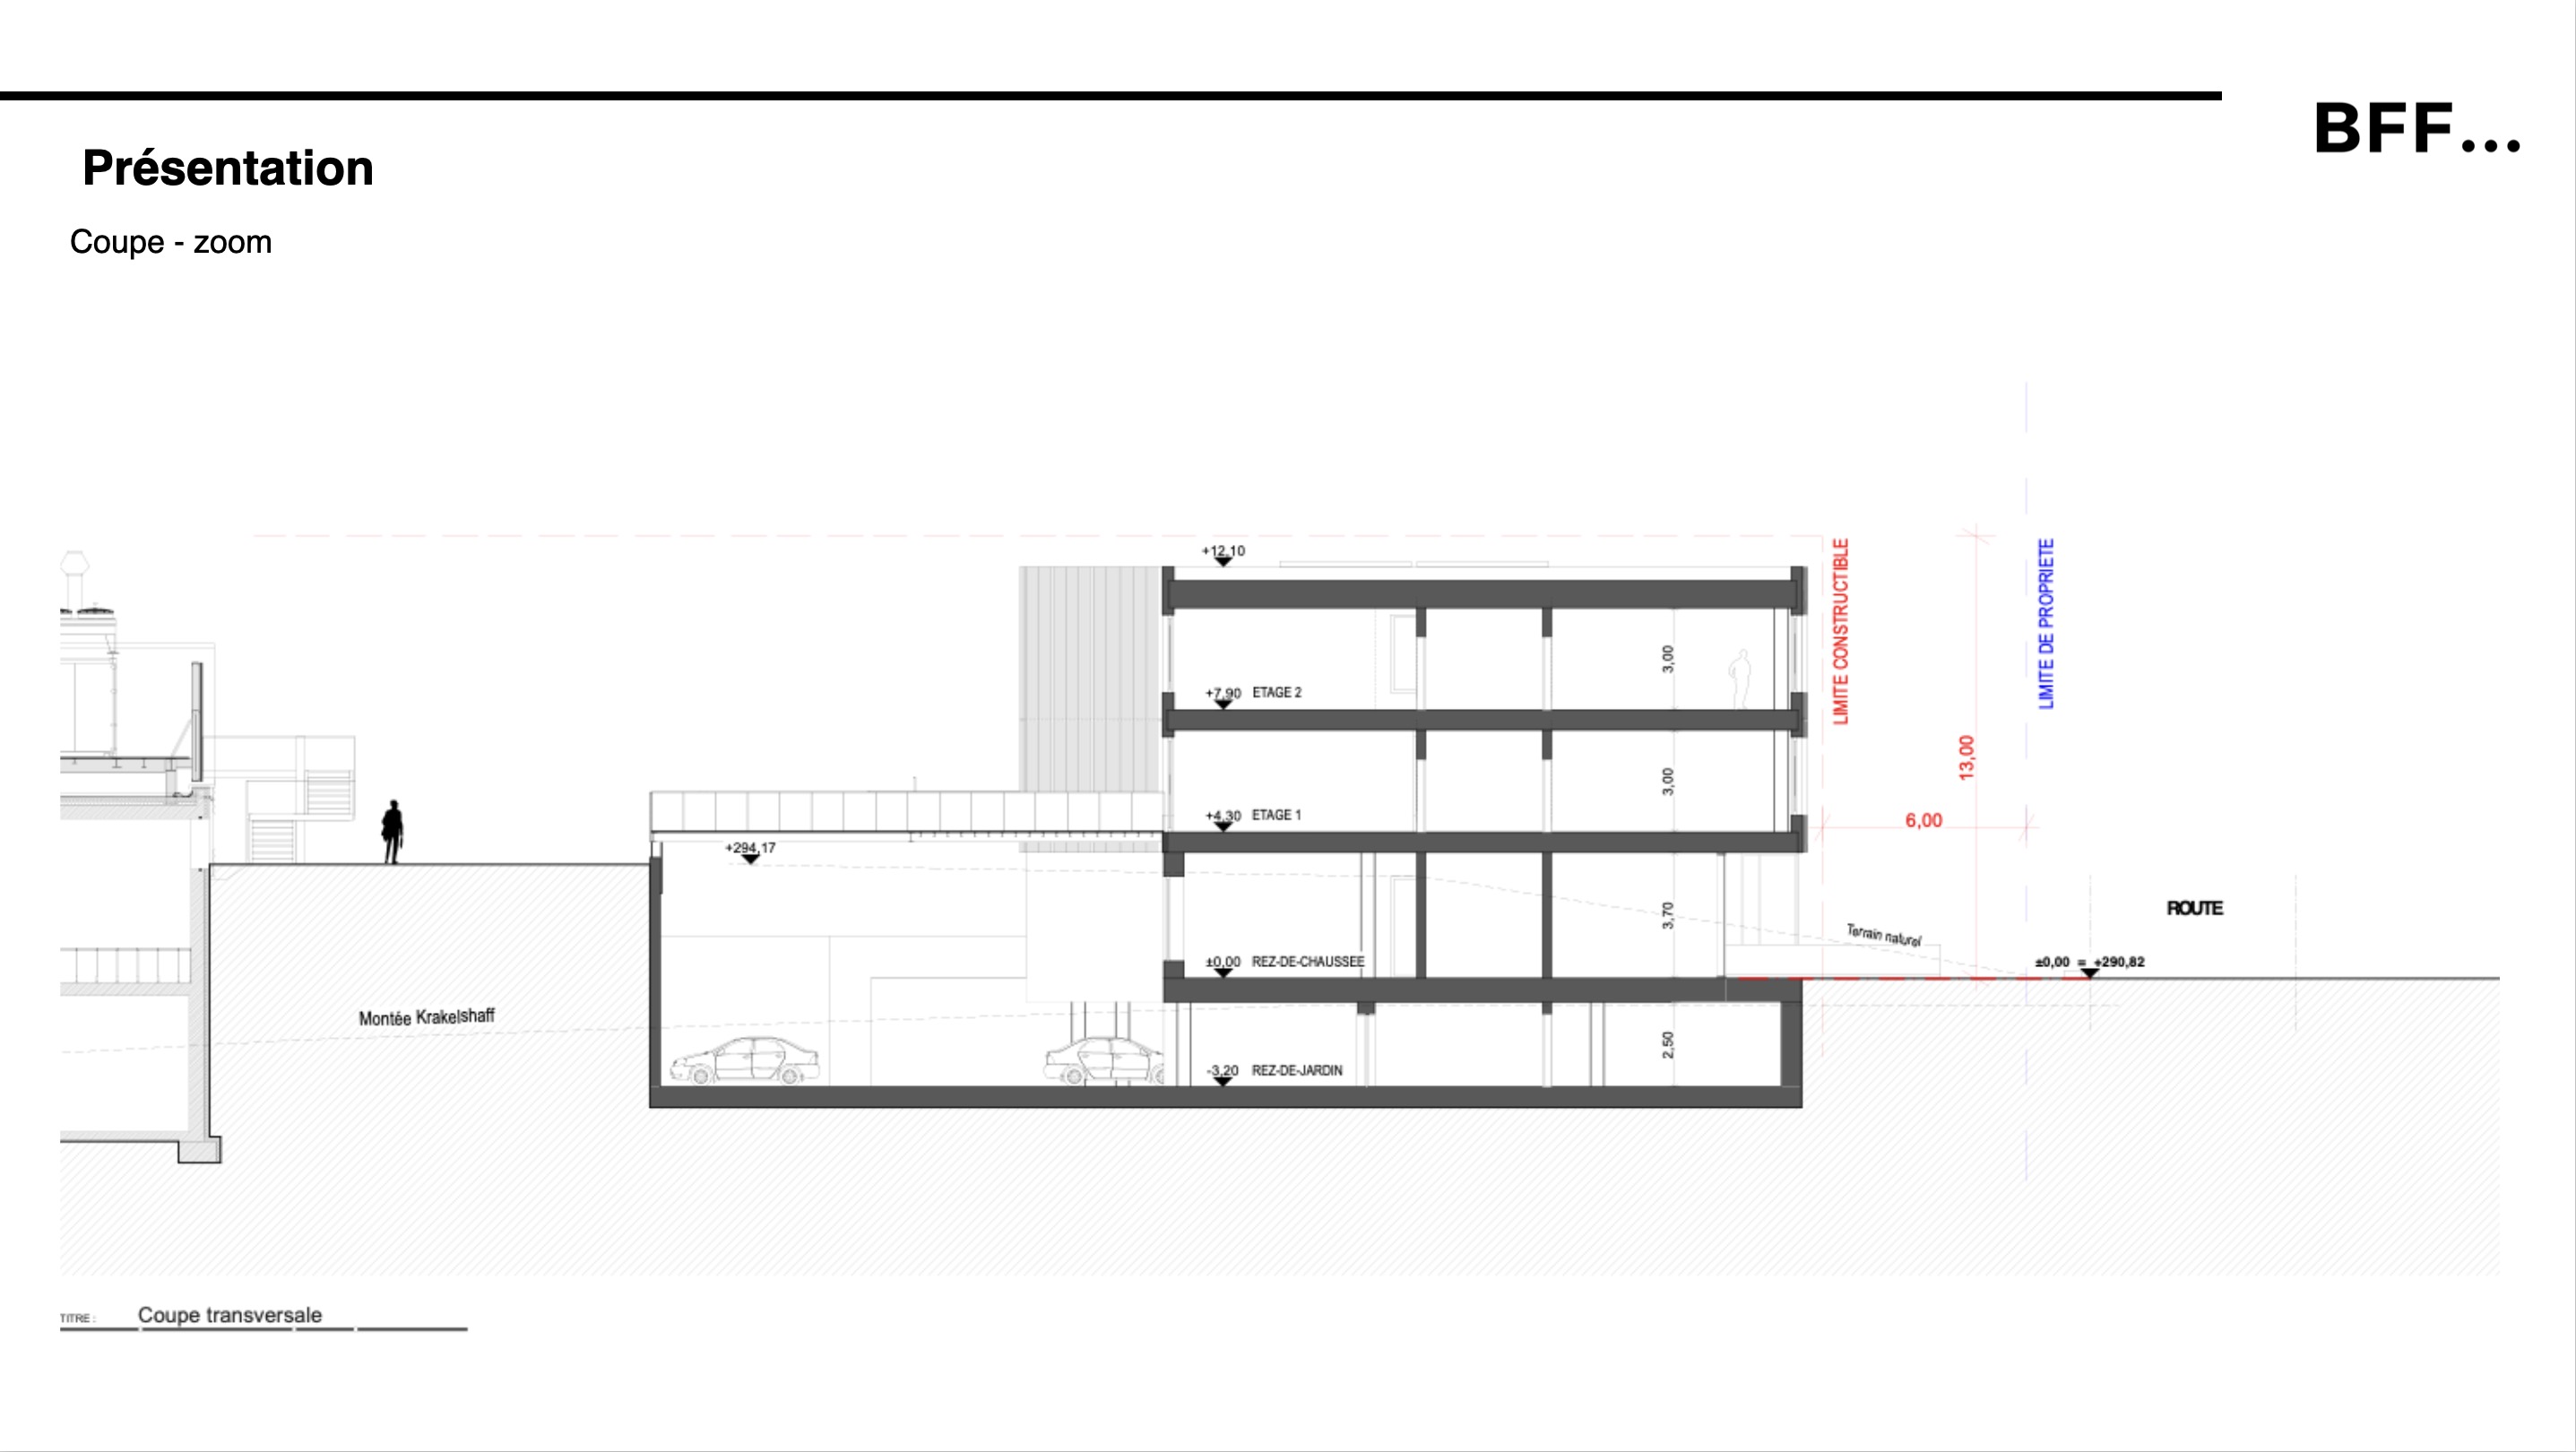 BFF...
Présentation
Coupe - zoom
+12,10
LIMITE CONSTRUCTIBLE
LIMITE DE PROPRIETE
3,00
+7,90 ETAGE 2
13,00
3,00
+4,30 ETAGE 1
6,00
+294,17
ROUTE
3,70
Terrain naturel
±0,00 REZ-DE-CHAUSSEE
±0,00 = +290,82
Montée Krakelshaff
2,50
-3,20 REZ-DE-JARDIN
TITRE : Coupe transversale